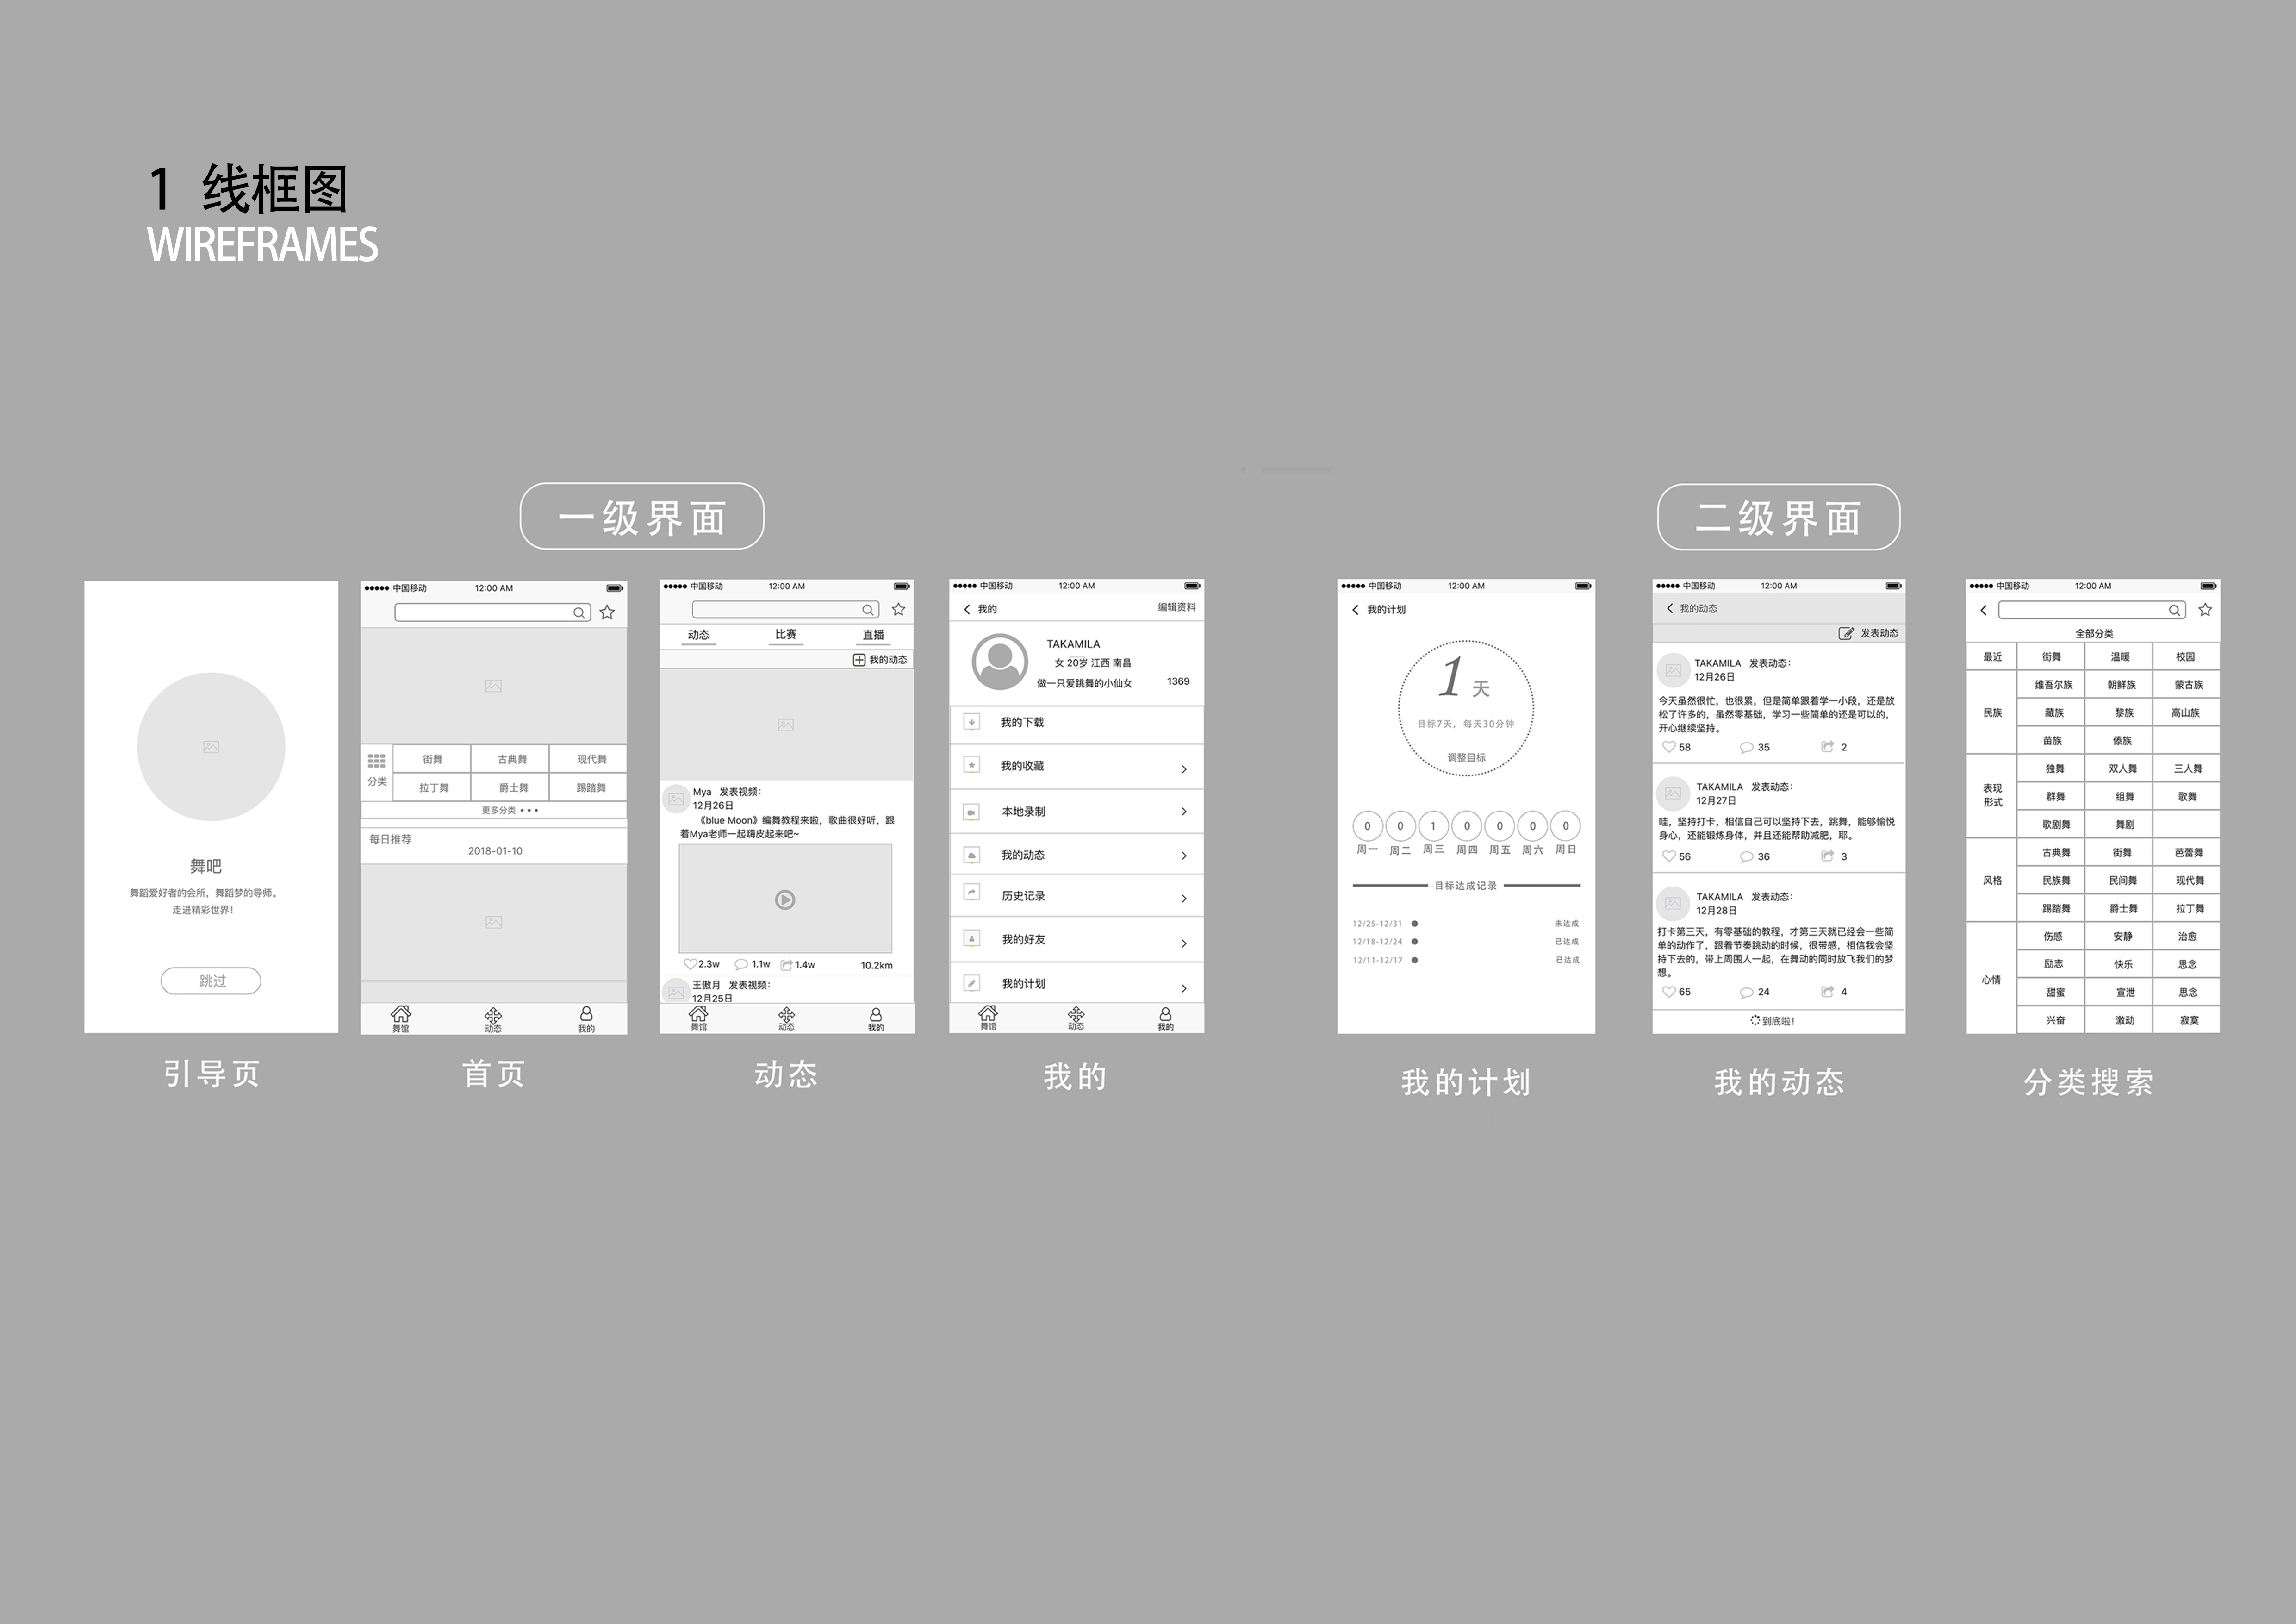 1 线框图
WIREFRAMES
一级界面
二级界面
舞吧
舞蹈爱好者的会所，舞蹈梦的导师。
走进精彩世界！
跳过
引导页
中国移动 12:00 AM
分类
街舞 古典舞 现代舞
拉丁舞 爵士舞 踢踏舞
更多分类 •••
每日推荐
2018-01-10
舞馆 动态 我的
首页
中国移动 12:00 AM
动态 比赛 直播
我的动态
Mya 发表视频：
12月26日
《blue Moon》编舞教程来啦，歌曲很好听，跟
着Mya老师一起嗨皮起来吧~
2.3w 1.1w 1.4w 10.2km
王傲月 发表视频：
12月25日
舞馆 动态 我的
动态
中国移动 12:00 AM
我的 编辑资料
TAKAMILA
女 20岁 江西 南昌
做一只爱跳舞的小仙女 1369
我的下载
我的收藏
本地录制
我的动态
历史记录
我的好友
我的计划
舞馆 动态 我的
我的
中国移动 12:00 AM
我的计划
1 天
目标7天，每天30分钟
调整目标
0 0 1 0 0 0 0
周一 周二 周三 周四 周五 周六 周日
目标达成记录
12/25-12/31 未达成
12/18-12/24 已达成
12/11-12/17 已达成
我的计划
中国移动 12:00 AM
我的动态
发表动态
TAKAMILA 发表动态：
12月26日
今天虽然很忙，也很累，但是简单跟着学一小段，还是放
松了许多的，虽然零基础，学习一些简单的还是可以的，
开心继续坚持。
58 35 2
TAKAMILA 发表动态：
12月27日
哇，坚持打卡，相信自己可以坚持下去，跳舞，能够愉悦
身心，还能锻炼身体，并且还能帮助减肥，耶。
56 36 3
TAKAMILA 发表动态：
12月28日
打卡第三天，有零基础的教程，才第三天就已经会一些简
单的动作了，跟着节奏跳动的时候，很带感，相信我会坚
持下去的，带上周围人一起，在舞动的同时放飞我们的梦
想。
65 24 4
到底啦！
我的动态
中国移动 12:00 AM
全部分类
最近 街舞 温暖 校园
民族 维吾尔族 朝鲜族 蒙古族
藏族 黎族 高山族
苗族 傣族
表现形式 独舞 双人舞 三人舞
群舞 组舞 歌舞
歌剧舞 舞剧
风格 古典舞 街舞 芭蕾舞
民族舞 民间舞 现代舞
踢踏舞 爵士舞 拉丁舞
心情 伤感 安静 治愈
励志 快乐 思念
甜蜜 宣泄 思念
兴奋 激动 寂寞
分类搜索